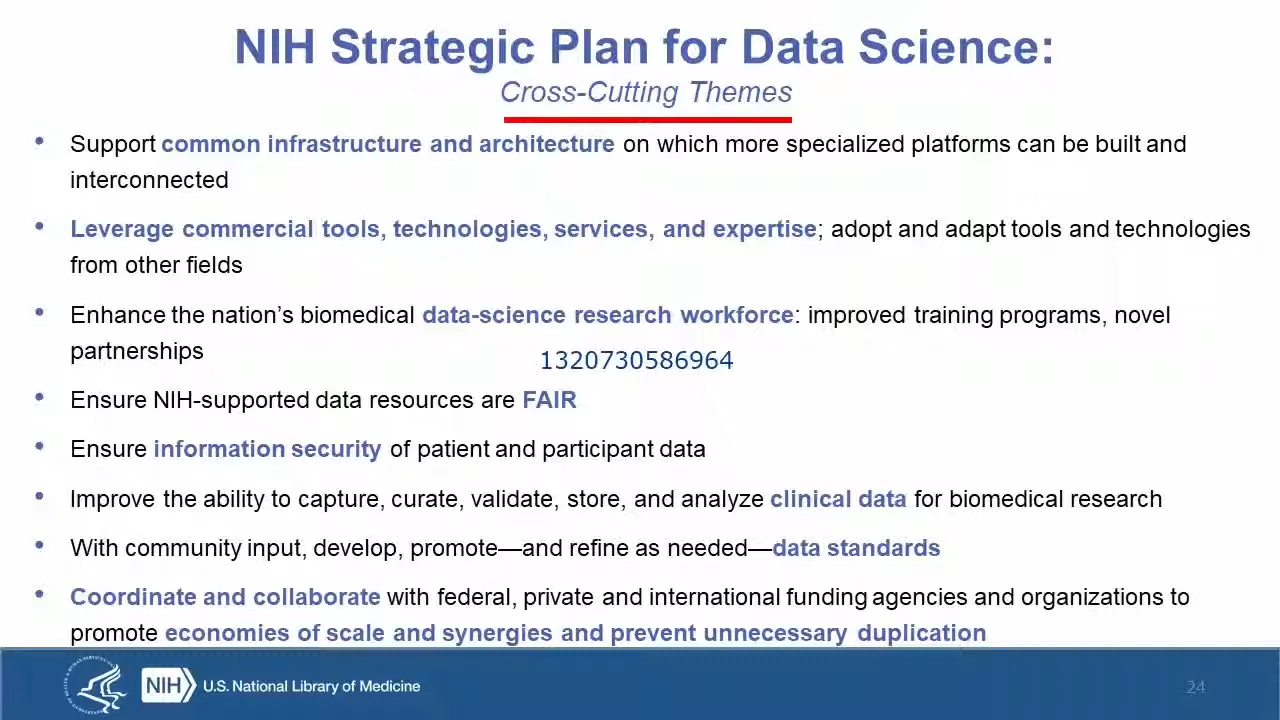 NIH Strategic Plan for Data Science:
Cross-Cutting Themes
• Support common infrastructure and architecture on which more specialized platforms can be built and
interconnected
• Leverage commercial tools, technologies, services, and expertise; adopt and adapt tools and technologies
from other fields
• Enhance the nation’s biomedical data-science research workforce: improved training programs, novel
partnerships
1320730586964
• Ensure NIH-supported data resources are FAIR
• Ensure information security of patient and participant data
• Improve the ability to capture, curate, validate, store, and analyze clinical data for biomedical research
• With community input, develop, promote—and refine as needed—data standards
• Coordinate and collaborate with federal, private and international funding agencies and organizations to
promote economies of scale and synergies and prevent unnecessary duplication
NIH U.S. National Library of Medicine
24